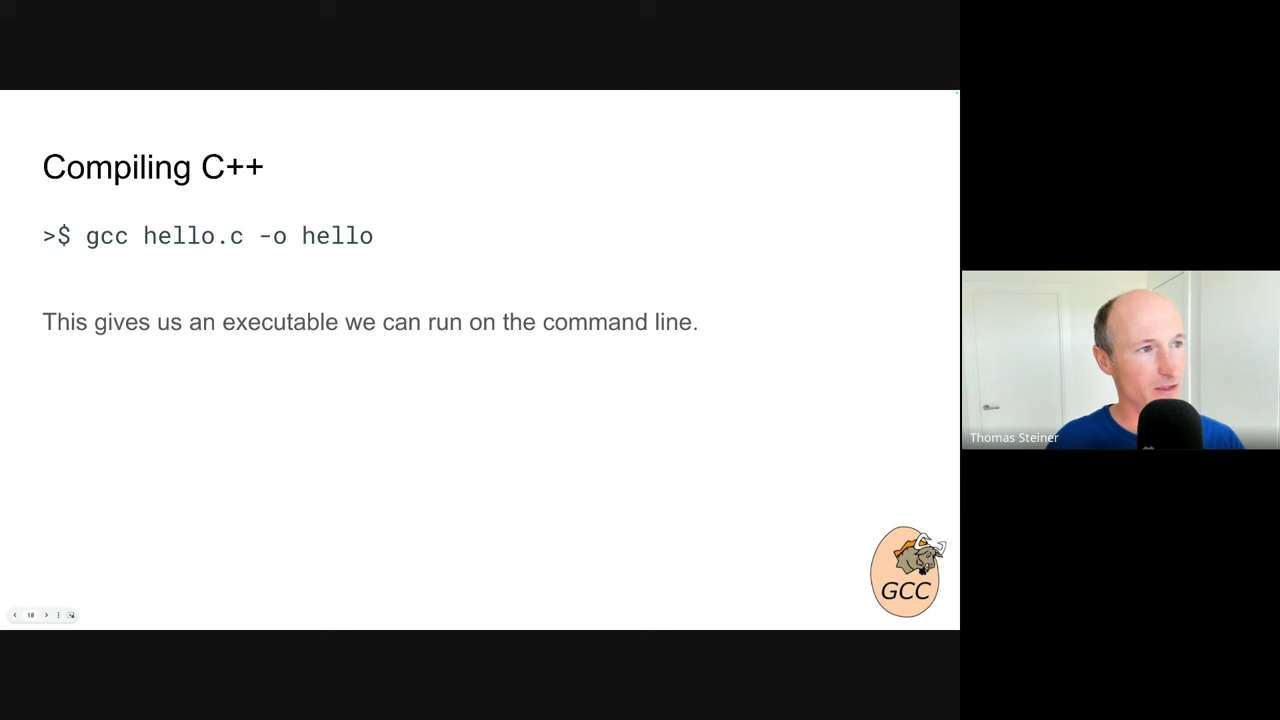 Compiling C++
>$ gcc hello.c -o hello
This gives us an executable we can run on the command line.
GCC
18
Thomas Steiner